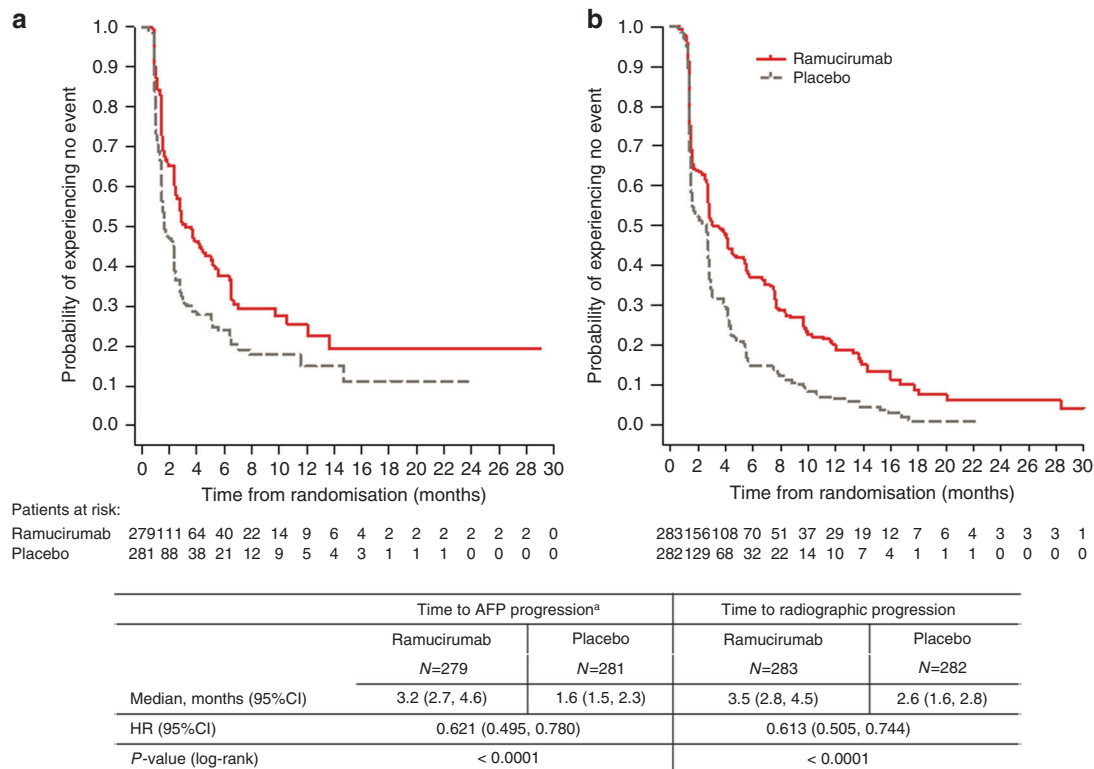 a
1.0
0.9
0.8
0.7
0.6
0.5
0.4
0.3
0.2
0.1
0.0
Probability of experiencing no event
0 2 4 6 8 10 12 14 16 18 20 22 24 26 28 30
Time from randomisation (months)
b
Ramucirumab
Placebo
1.0
0.9
0.8
0.7
0.6
0.5
0.4
0.3
0.2
0.1
0.0
Probability of experiencing no event
0 2 4 6 8 10 12 14 16 18 20 22 24 26 28 30
Time from randomisation (months)
Patients at risk:
Ramucirumab 279 111 64 40 22 14 9 6 4 2 2 2 2 2 2 0 283 156 108 70 51 37 29 19 12 7 6 4 3 3 3 1
Placebo 281 88 38 21 12 9 5 4 3 1 1 1 0 0 0 0 282 129 68 32 22 14 10 7 4 1 1 1 0 0 0 0
Time to AFP progressionᵃ Time to radiographic progression
Ramucirumab Placebo Ramucirumab Placebo
N=279 N=281 N=283 N=282
Median, months (95%CI) 3.2 (2.7, 4.6) 1.6 (1.5, 2.3) 3.5 (2.8, 4.5) 2.6 (1.6, 2.8)
HR (95%CI) 0.621 (0.495, 0.780) 0.613 (0.505, 0.744)
P-value (log-rank) < 0.0001 < 0.0001